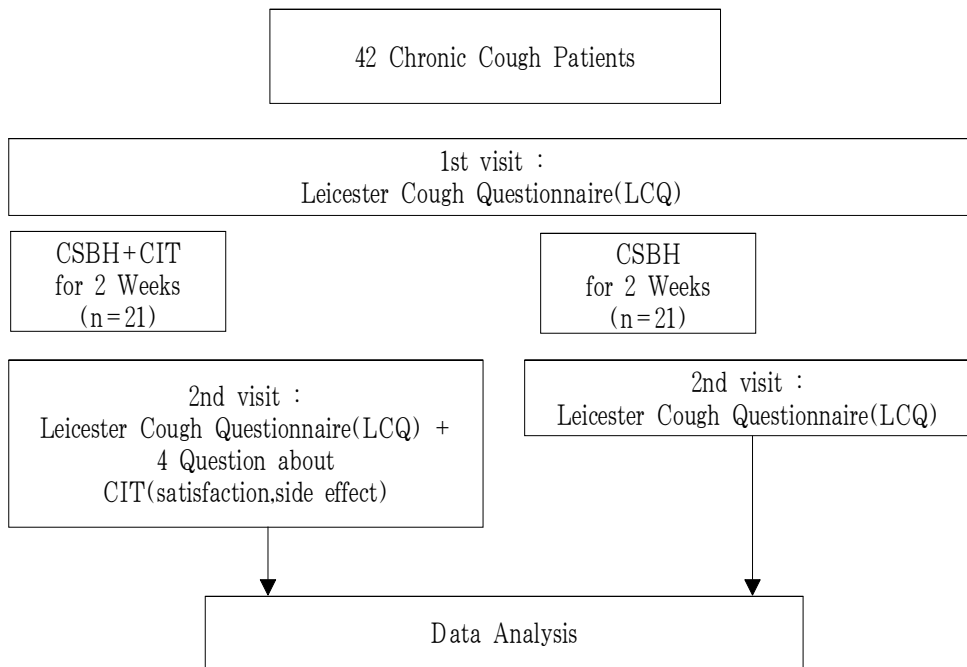 42 Chronic Cough Patients
1st visit :
Leicester Cough Questionnaire(LCQ)
CSBH+CIT
for 2 Weeks
(n=21)
CSBH
for 2 Weeks
(n=21)
2nd visit :
Leicester Cough Questionnaire(LCQ) +
4 Question about
CIT(satisfaction,side effect)
2nd visit :
Leicester Cough Questionnaire(LCQ)
Data Analysis